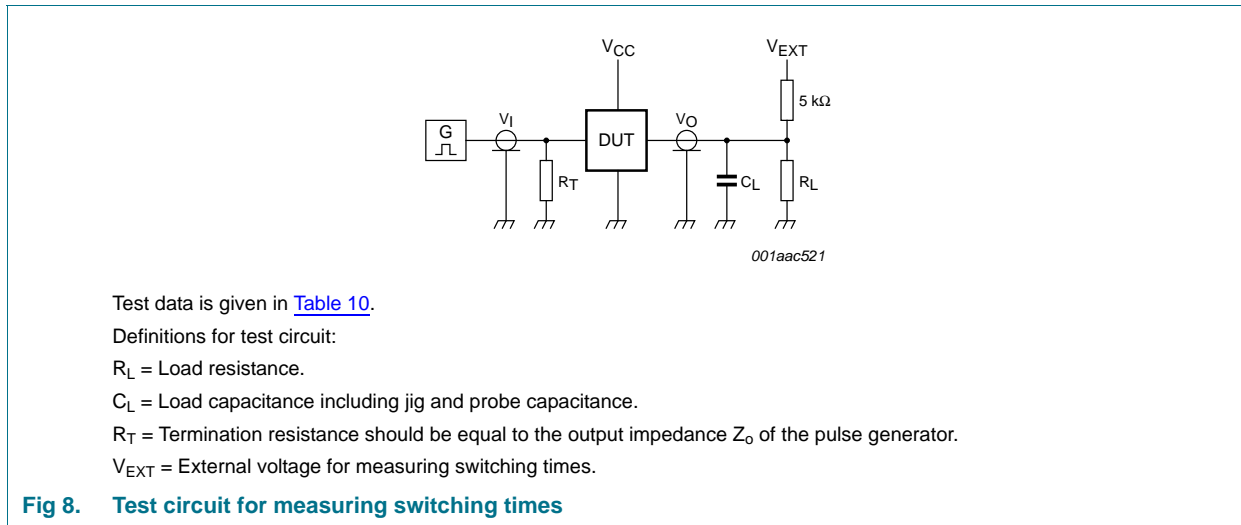 VCC
VEXT
5 kΩ
G
VI
DUT
VO
RT
CL
RL
001aac521
Test data is given in Table 10.
Definitions for test circuit:
RL = Load resistance.
CL = Load capacitance including jig and probe capacitance.
RT = Termination resistance should be equal to the output impedance Zo of the pulse generator.
VEXT = External voltage for measuring switching times.
Fig 8. Test circuit for measuring switching times